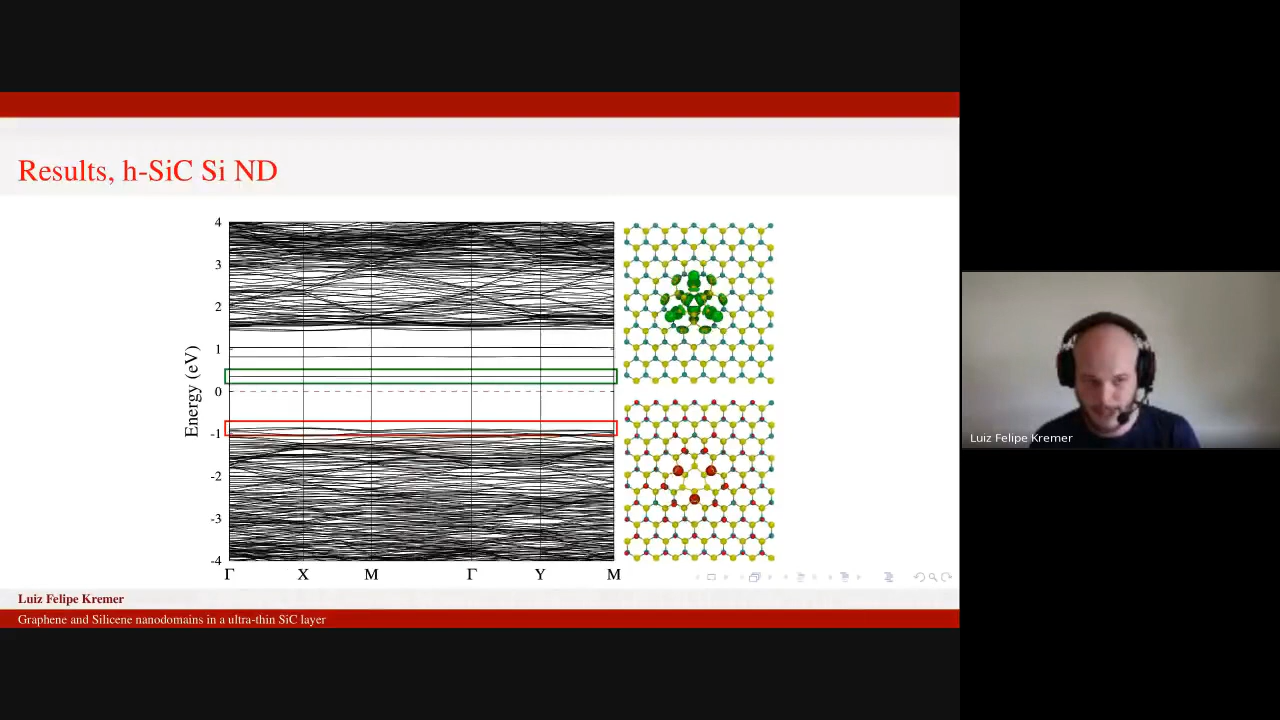 Results, h-SiC Si ND
4
3
2
1
0
-1
-2
-3
-4
Energy (eV)
Γ X M Γ Y M
Luiz Felipe Kremer
Graphene and Silicene nanodomains in a ultra-thin SiC layer
Luiz Felipe Kremer